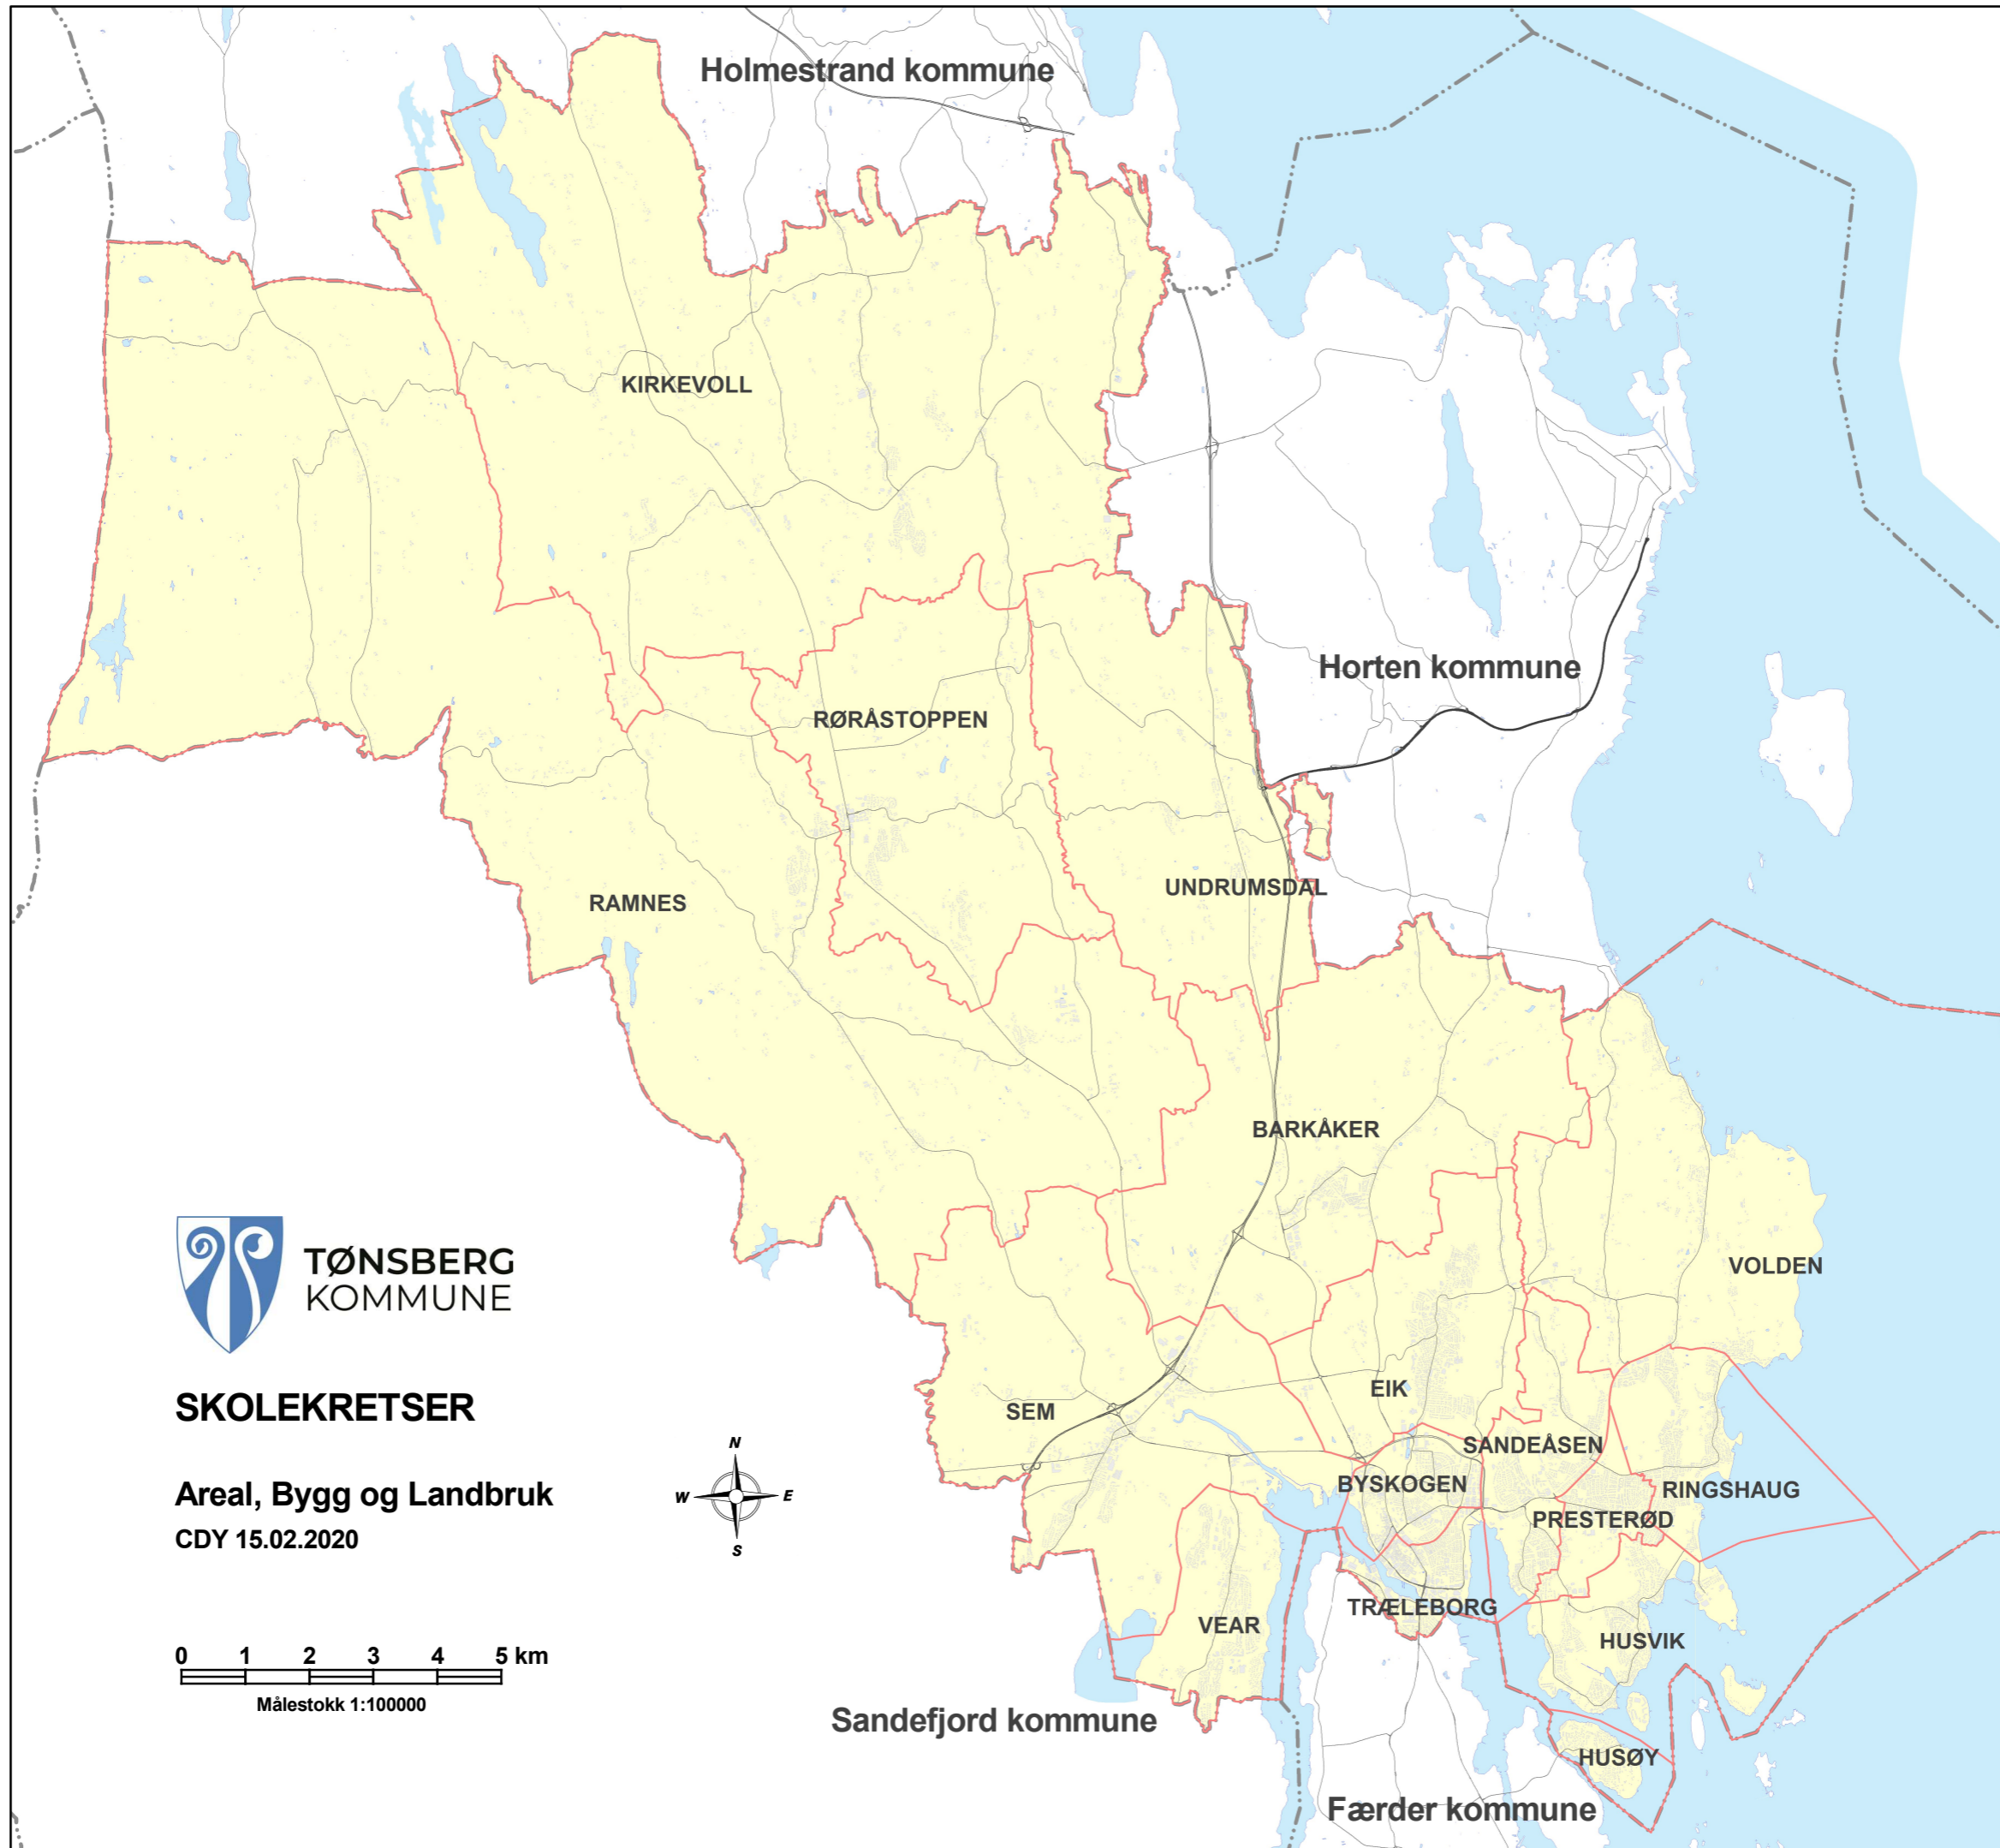 Holmestrand kommune
KIRKEVOLL
Horten kommune
RØRÅSTOPPEN
UNDRUMSDAL
RAMNES
BARKÅKER
VOLDEN
TØNSBERG
KOMMUNE
SKOLEKRETSER
EIK
SEM
SANDEÅSEN
BYSKOGEN
RINGSHAUG
PRESTERØD
Areal, Bygg og Landbruk
CDY 15.02.2020
N
W E
S
TRÆLEBORG
VEAR
HUSVIK
0 1 2 3 4 5 km
Målestokk 1:100000
Sandefjord kommune
HUSØY
Færder kommune